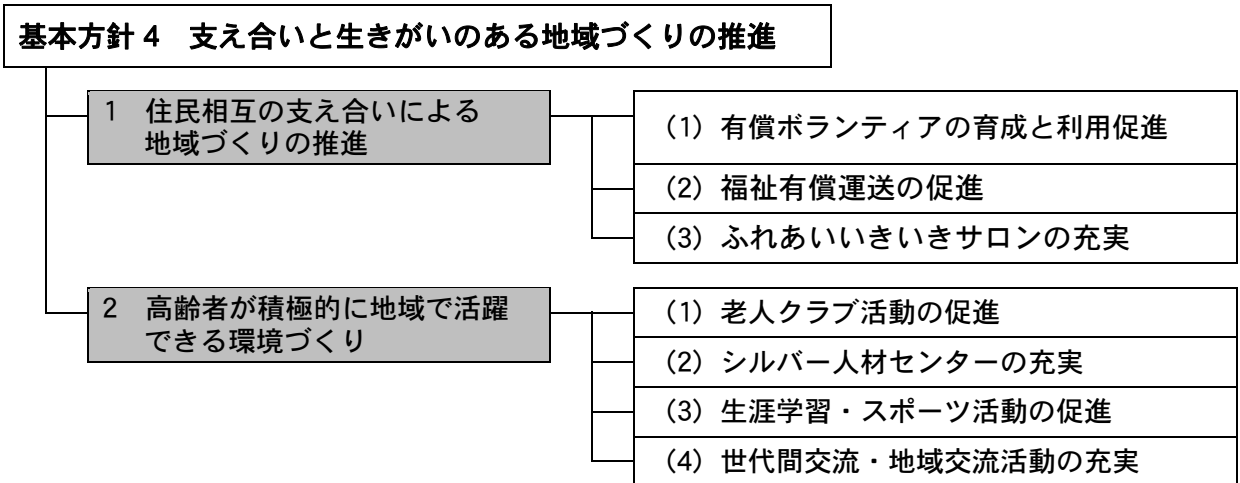 基本方針4 支え合いと生きがいのある地域づくりの推進
1 住民相互の支え合いによる
地域づくりの推進
(1) 有償ボランティアの育成と利用促進
(2) 福祉有償運送の促進
(3) ふれあいいきいきサロンの充実
2 高齢者が積極的に地域で活躍
できる環境づくり
(1) 老人クラブ活動の促進
(2) シルバー人材センターの充実
(3) 生涯学習・スポーツ活動の促進
(4) 世代間交流・地域交流活動の充実